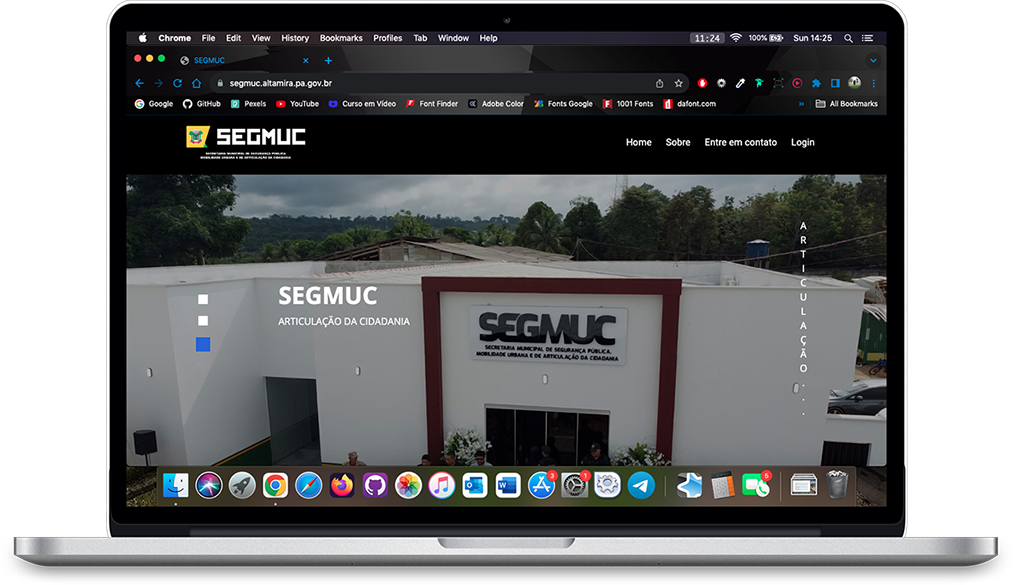 Chrome File Edit View History Bookmarks Profiles Tab Window Help 11:24 100% Sun 14:25
SEGMUC
segmuc.altamira.pa.gov.br
Google GitHub Pexels YouTube Curso em Vídeo Font Finder Adobe Color Fonts Google 1001 Fonts dafont.com » All Bookmarks
SEGMUC
SECRETARIA MUNICIPAL DE SEGURANÇA PÚBLICA,
MOBILIDADE URBANA E DE ARTICULAÇÃO DA CIDADANIA
Home Sobre Entre em contato Login
SEGMUC
ARTICULAÇÃO DA CIDADANIA
SEGMUC
SECRETARIA MUNICIPAL DE SEGURANÇA PÚBLICA,
MOBILIDADE URBANA E DE ARTICULAÇÃO DA CIDADANIA
ARTICULAÇÃO...
3
1
5